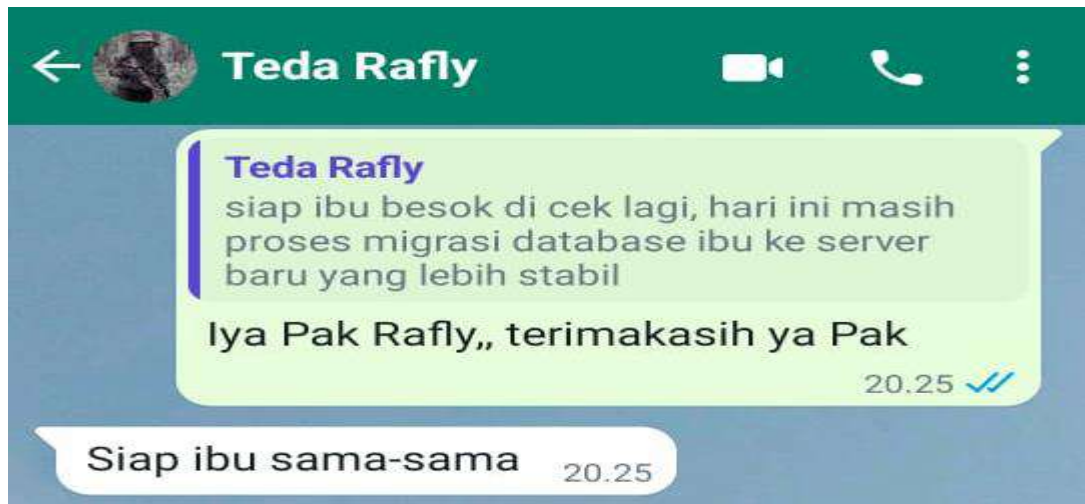 Teda Rafly
Teda Rafly
siap ibu besok di cek lagi, hari ini masih
proses migrasi database ibu ke server
baru yang lebih stabil
Iya Pak Rafly,, terimakasih ya Pak
20.25
Siap ibu sama-sama 20.25